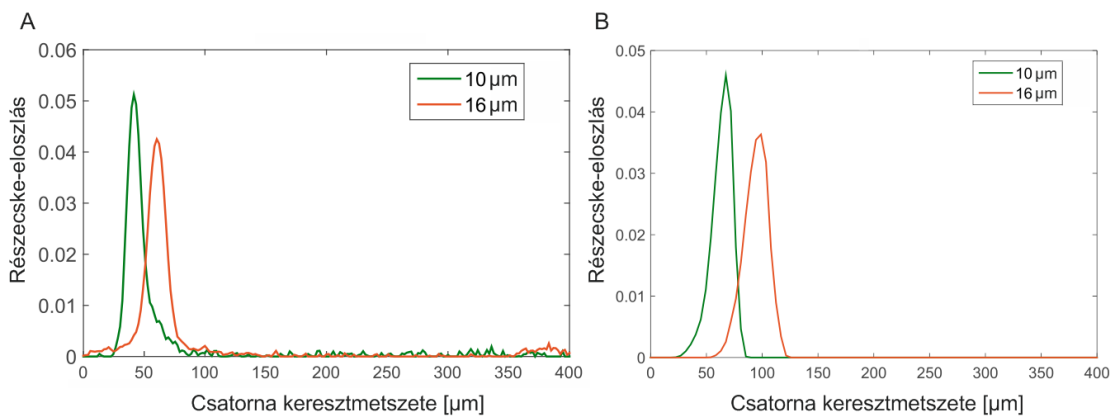 A
Részecske-eloszlás
0.06
0.05
0.04
0.03
0.02
0.01
0
0 50 100 150 200 250 300 350 400
Csatorna keresztmetszete [µm]
10 µm
16 µm
B
Részecske-eloszlás
0.05
0.04
0.03
0.02
0.01
0
0 50 100 150 200 250 300 350 400
Csatorna keresztmetszete [µm]
10 µm
16 µm